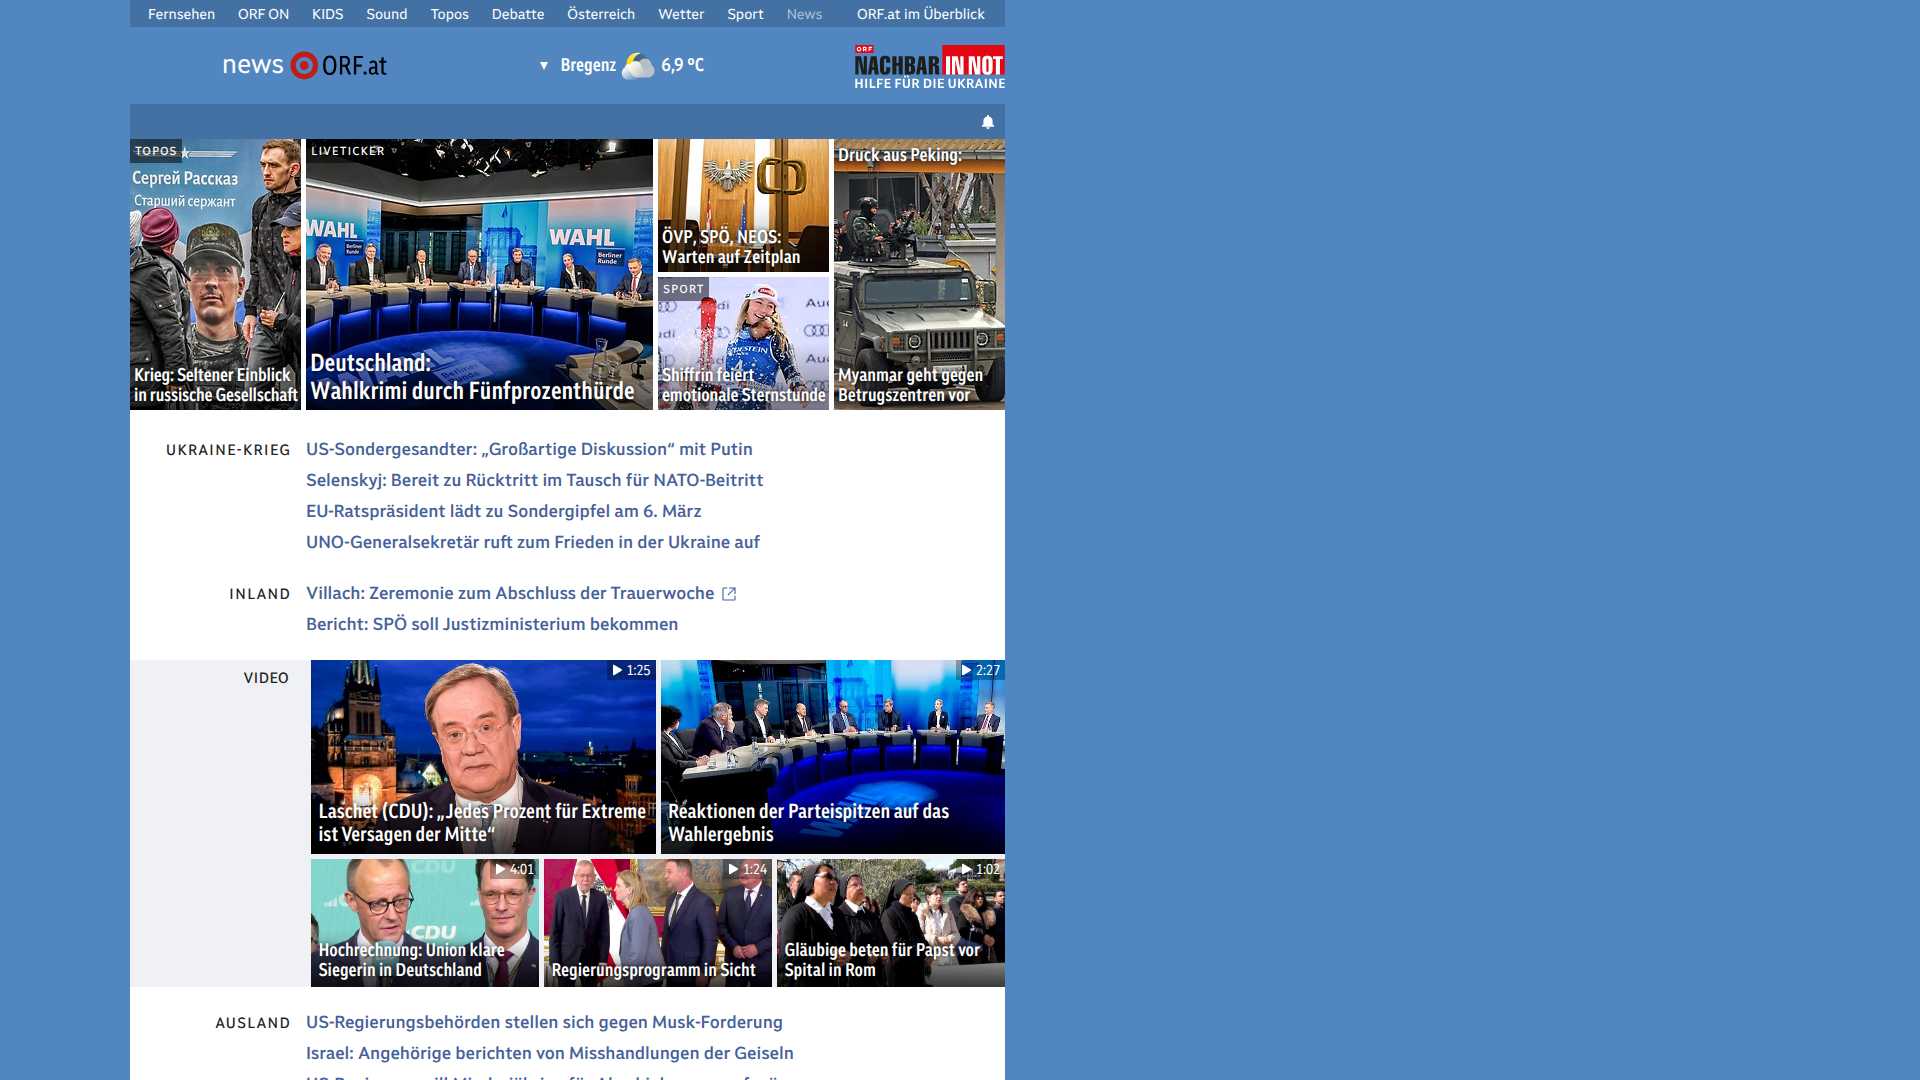 Fernsehen
ORF ON
KIDS
Sound
Topos
Debatte
Österreich
Wetter
Sport
News
ORF.at im Überblick
news ORF.at
▼ Bregenz 6,9 °C
ORF
NACHBAR IN NOT
HILFE FÜR DIE UKRAINE
TOPOS
Сергей Рассказ
Старший сержант
Krieg: Seltener Einblick
in russische Gesellschaft
LIVETICKER
WAHL
Berliner
Runde
WAHL
Berliner
Runde
Deutschland:
Wahlkrimi durch Fünfprozenthürde
ÖVP, SPÖ, NEOS:
Warten auf Zeitplan
SPORT
Shiffrin feiert
emotionale Sternstunde
Druck aus Peking:
Myanmar geht gegen
Betrugszentren vor
UKRAINE-KRIEG
US-Sondergesandter: „Großartige Diskussion“ mit Putin
Selenskyj: Bereit zu Rücktritt im Tausch für NATO-Beitritt
EU-Ratspräsident lädt zu Sondergipfel am 6. März
UNO-Generalsekretär ruft zum Frieden in der Ukraine auf
INLAND
Villach: Zeremonie zum Abschluss der Trauerwoche
Bericht: SPÖ soll Justizministerium bekommen
VIDEO
1:25
Laschet (CDU): „Jedes Prozent für Extreme
ist Versagen der Mitte“
2:27
Reaktionen der Parteispitzen auf das
Wahlergebnis
4:01
CDU
CDU
Hochrechnung: Union klare
Siegerin in Deutschland
1:24
Regierungsprogramm in Sicht
1:02
Gläubige beten für Papst vor
Spital in Rom
AUSLAND
US-Regierungsbehörden stellen sich gegen Musk-Forderung
Israel: Angehörige berichten von Misshandlungen der Geiseln